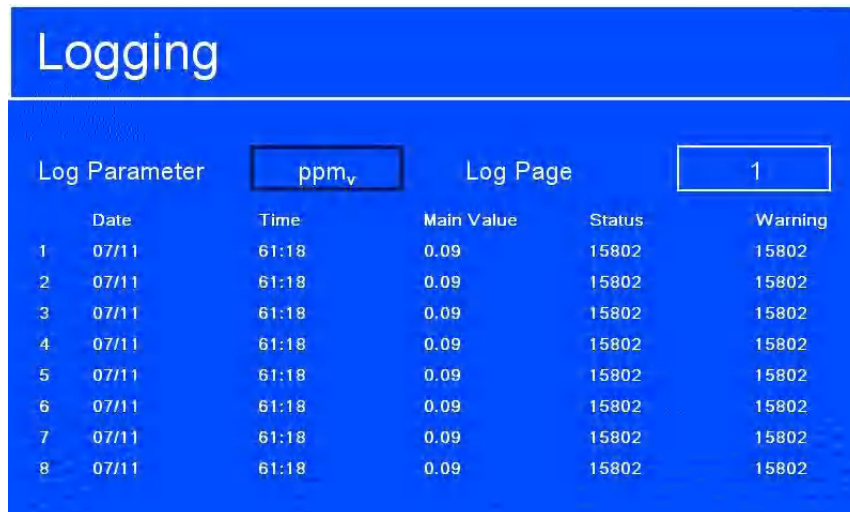 Logging
Log Parameter ppmv Log Page 1
Date Time Main Value Status Warning
1 07/11 61:18 0.09 15802 15802
2 07/11 61:18 0.09 15802 15802
3 07/11 61:18 0.09 15802 15802
4 07/11 61:18 0.09 15802 15802
5 07/11 61:18 0.09 15802 15802
6 07/11 61:18 0.09 15802 15802
7 07/11 61:18 0.09 15802 15802
8 07/11 61:18 0.09 15802 15802